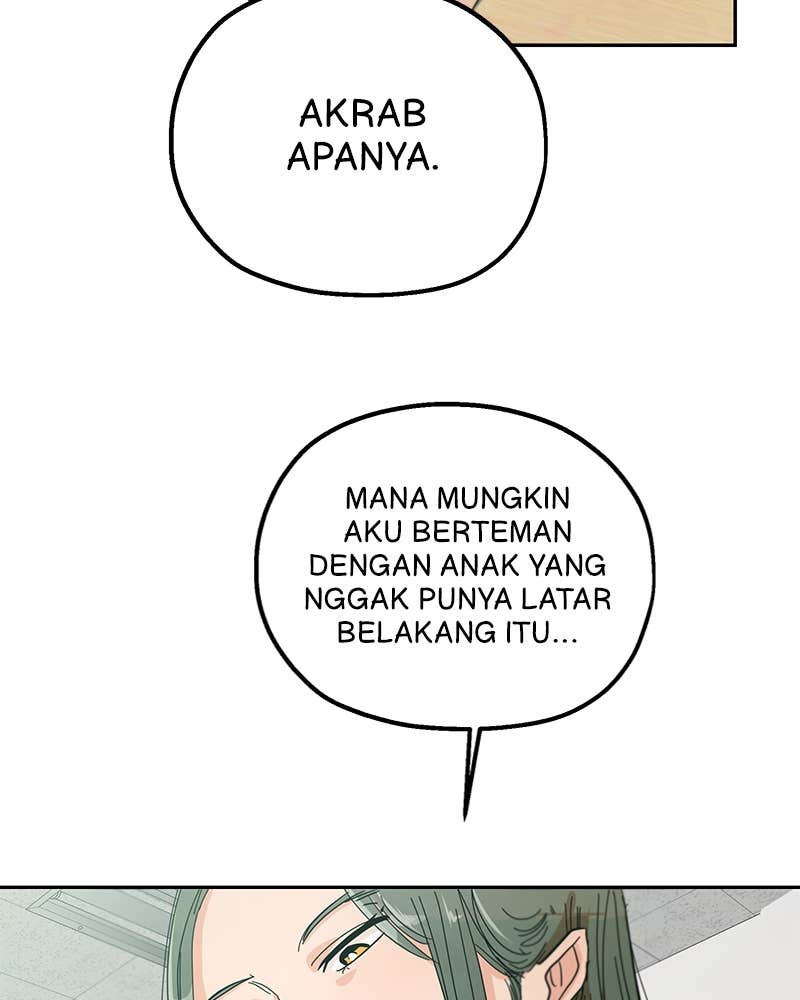 AKRAB
APANYA.
MANA MUNGKIN
AKU BERTEMAN
DENGAN ANAK YANG
NGGAK PUNYA LATAR
BELAKANG ITU...